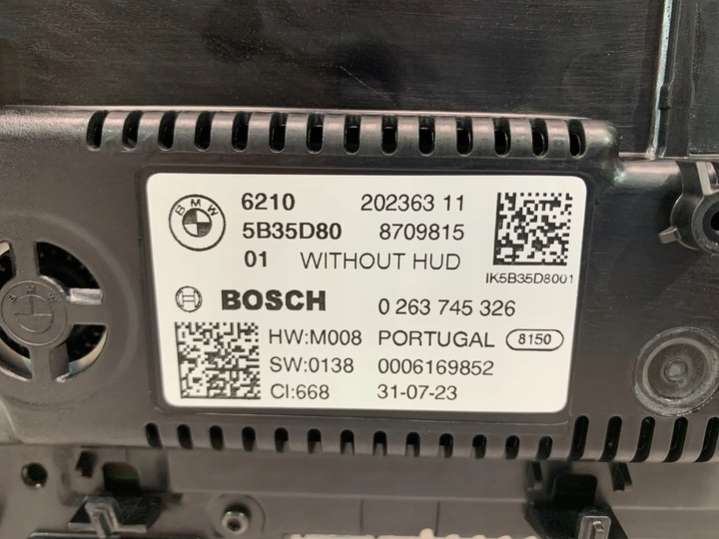 BMW
6210 202363 11
5B35D80 8709815
01 WITHOUT HUD
IK5B35D8001
BOSCH 0 263 745 326
HW:M008 PORTUGAL 8150
SW:0138 0006169852
CI:668 31-07-23